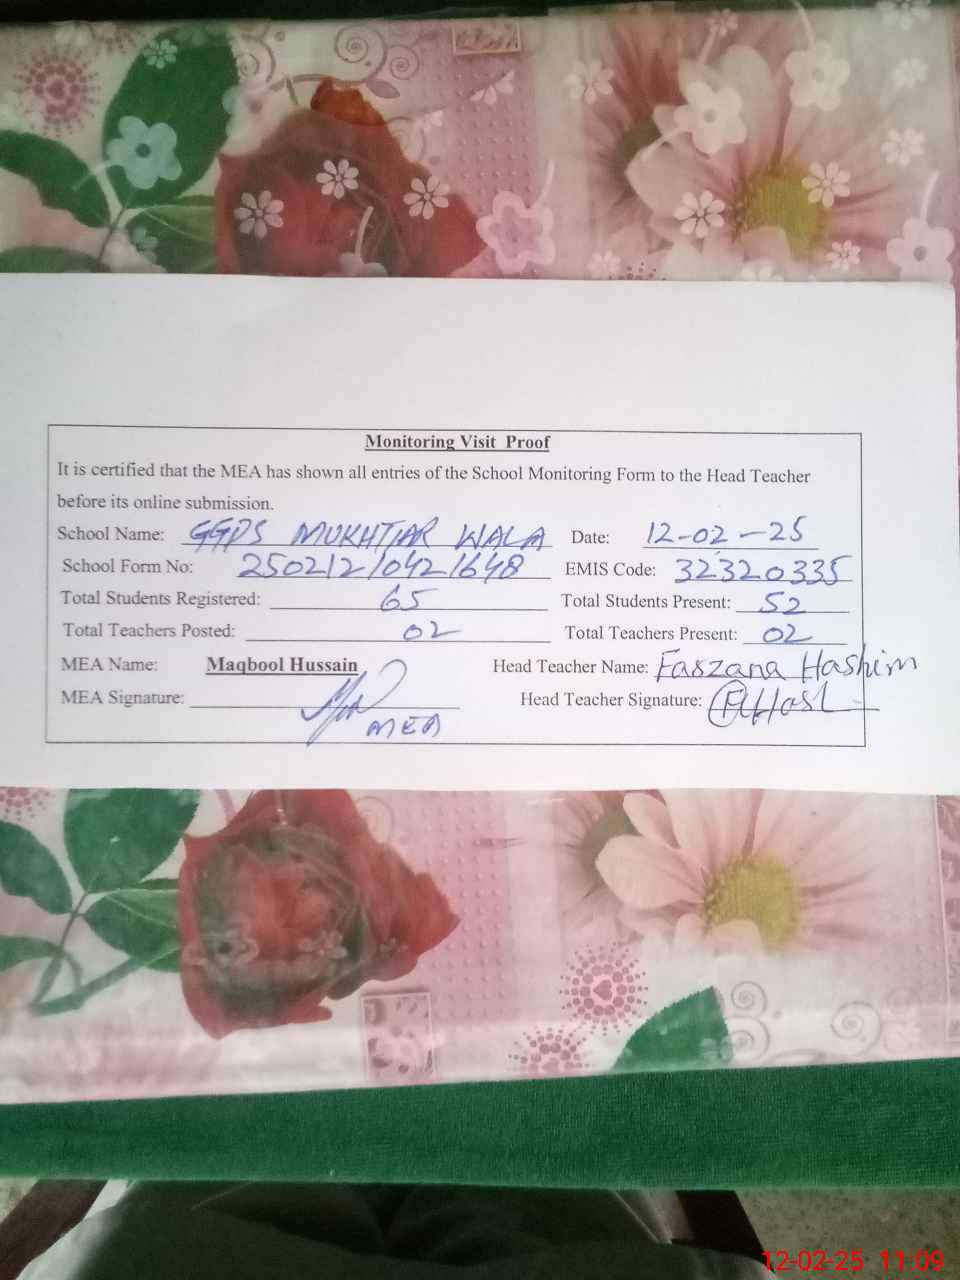 Monitoring Visit Proof
It is certified that the MEA has shown all entries of the School Monitoring Form to the Head Teacher
before its online submission.
School Name: GGPS MUKHTIAR WALA Date: 12-02-25
School Form No: 250212/042/648 EMIS Code: 32320335
Total Students Registered: 65 Total Students Present: 52
Total Teachers Posted: 02 Total Teachers Present: 02
MEA Name: Maqbool Hussain Head Teacher Name: Farzana Hashim
MEA Signature: MEA Head Teacher Signature:
12-02-25 11:09